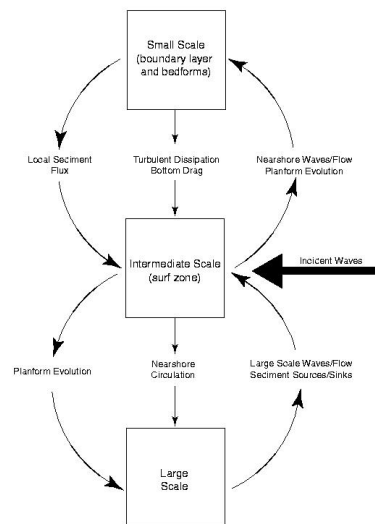 Small Scale
(boundary layer
and bedforms)
Local Sediment
Flux
Turbulent Dissipation
Bottom Drag
Nearshore Waves/Flow
Planform Evolution
Intermediate Scale
(surf zone)
Incident Waves
Planform Evolution
Nearshore
Circulation
Large Scale Waves/Flow
Sediment Sources/Sinks
Large
Scale